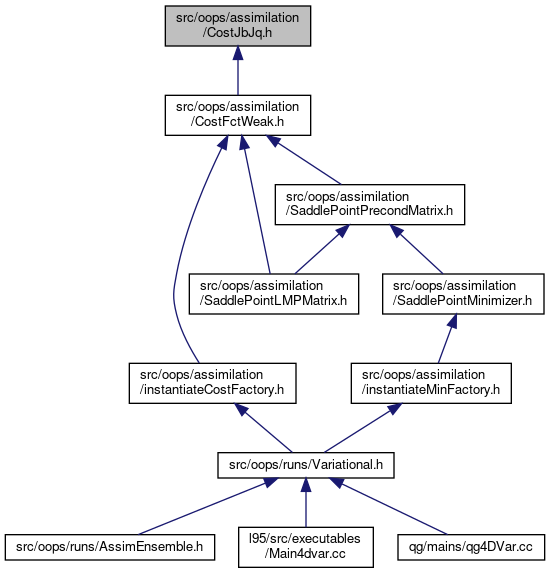 src/oops/assimilation
/CostJbJq.h
src/oops/assimilation
/CostFctWeak.h
src/oops/assimilation
/SaddlePointPrecondMatrix.h
src/oops/assimilation
/SaddlePointLMPMatrix.h
src/oops/assimilation
/SaddlePointMinimizer.h
src/oops/assimilation
/instantiateCostFactory.h
src/oops/assimilation
/instantiateMinFactory.h
src/oops/runs/Variational.h
src/oops/runs/AssimEnsemble.h
l95/src/executables
/Main4dvar.cc
qg/mains/qg4DVar.cc